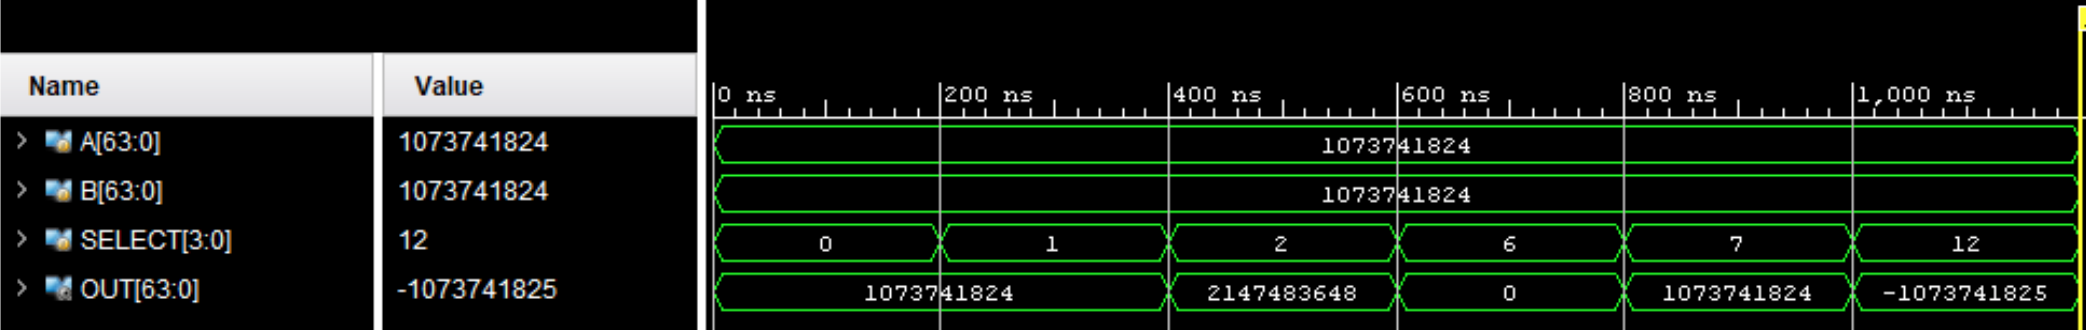 Name Value 0 ns 200 ns 400 ns 600 ns 800 ns 1,000 ns
A[63:0] 1073741824 1073741824
B[63:0] 1073741824 1073741824
SELECT[3:0] 12 0 1 2 6 7 12
OUT[63:0] -1073741825 1073741824 2147483648 0 1073741824 -1073741825